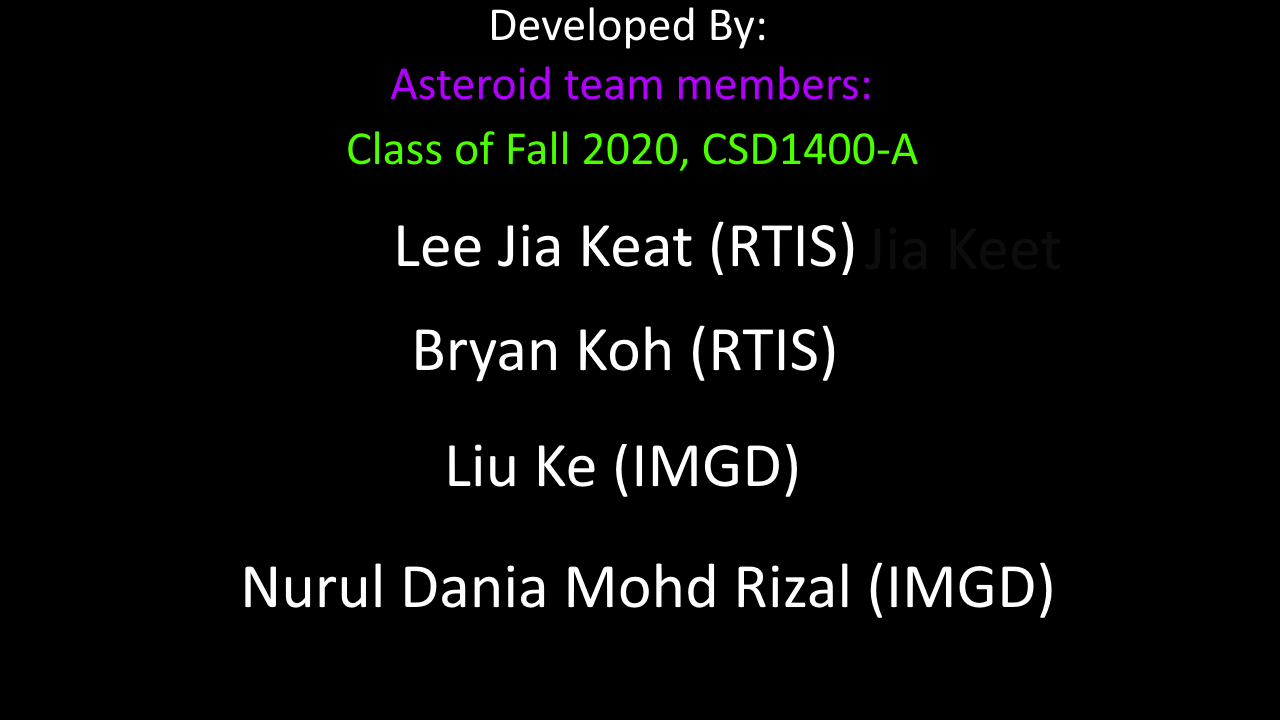 Developed By:
Asteroid team members:
Class of Fall 2020, CSD1400-A
Lee Jia Keat (RTIS) Jia Keet
Bryan Koh (RTIS)
Liu Ke (IMGD)
Nurul Dania Mohd Rizal (IMGD)